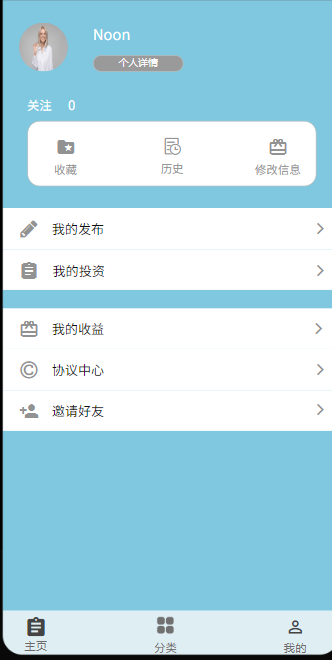 Noon
个人详情
关注 0
收藏 历史 修改信息
我的发布
我的投资
我的收益
协议中心
邀请好友
主页 分类 我的